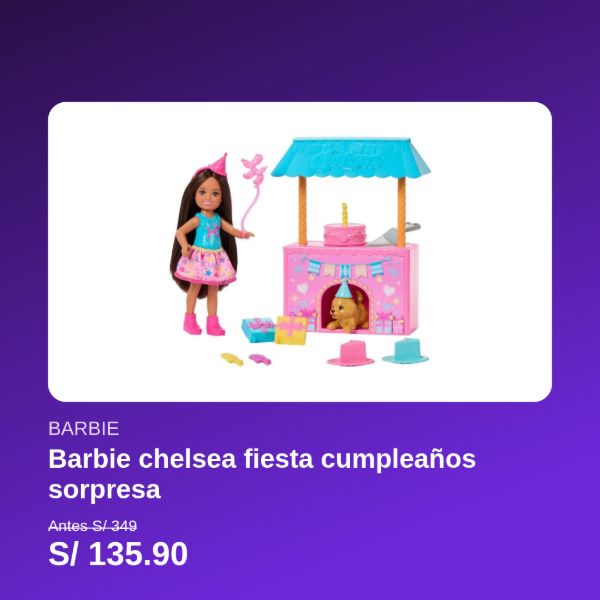 BARBIE
Barbie chelsea fiesta cumpleaños
sorpresa
Antes S/ 349
S/ 135.90